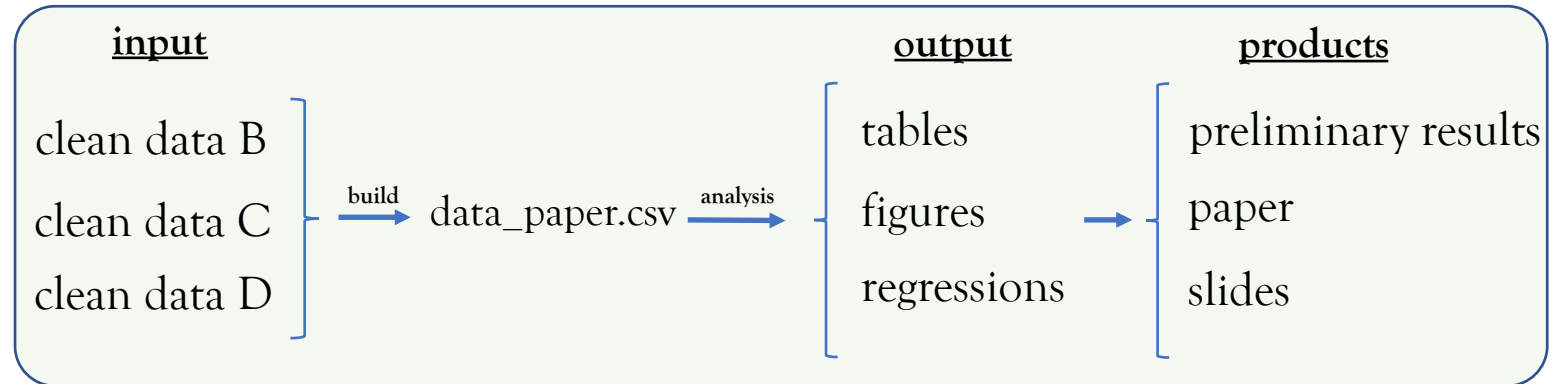 input
clean data B
clean data C
clean data D
build
data_paper.csv
analysis
output
tables
figures
regressions
products
preliminary results
paper
slides